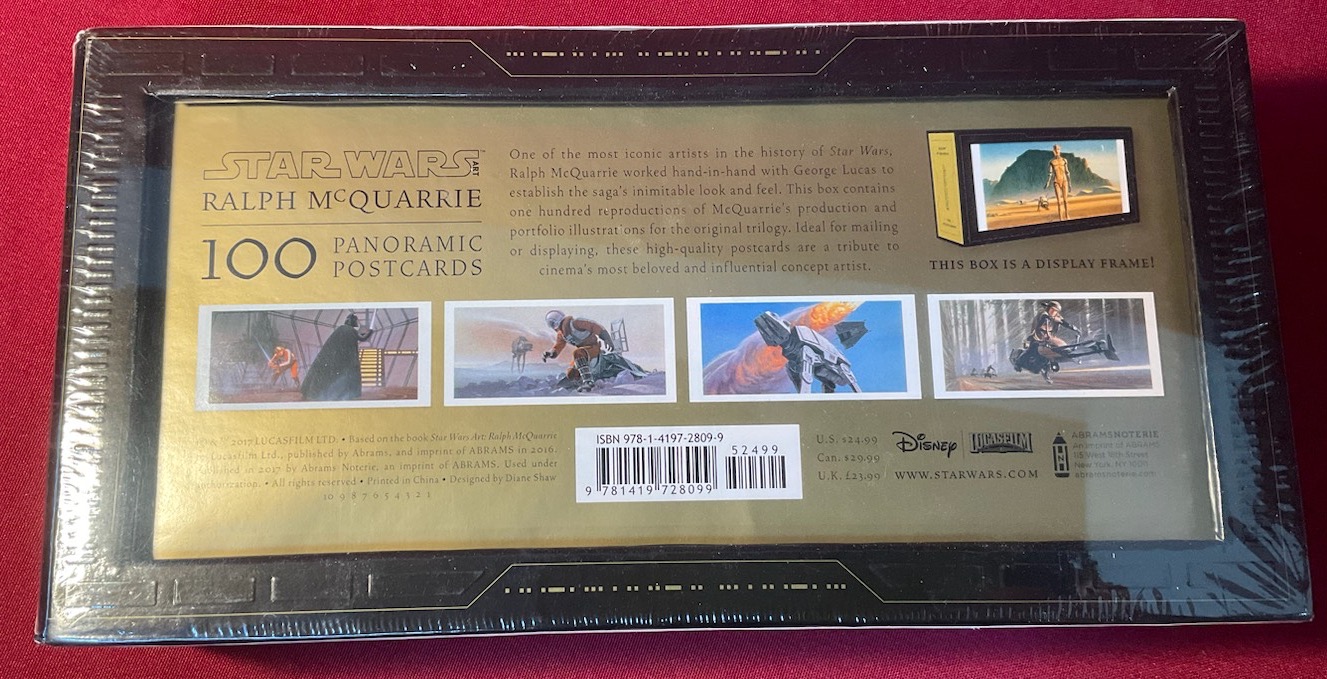 STAR WARS ART
RALPH McQUARRIE
100 PANORAMIC
POSTCARDS
One of the most iconic artists in the history of Star Wars,
Ralph McQuarrie worked hand-in-hand with George Lucas to
establish the saga's inimitable look and feel. This box contains
one hundred reproductions of McQuarrie's production and
portfolio illustrations for the original trilogy. Ideal for mailing
or displaying, these high-quality postcards are a tribute to
cinema's most beloved and influential concept artist.
THIS BOX IS A DISPLAY FRAME!
2017 LUCASFILM LTD. • Based on the book Star Wars Art: Ralph McQuarrie
Lucasfilm Ltd., published by Abrams, and imprint of ABRAMS in 2016.
in 2017 by Abrams Noterie, an imprint of ABRAMS. Used under
authorization. • All rights reserved • Printed in China • Designed by Diane Shaw
10 9 8 7 6 5 4 3 2 1
ISBN 978-1-4197-2809-9
52499
9 781419 728099
U.S. $24.99
Can. $29.99
U.K. £23.99
Disney
LUCASFILM
WWW.STARWARS.COM
ABRAMSNOTERIE
An imprint of ABRAMS
115 West 18th Street
New York, NY 10011
abramsnoterie.com